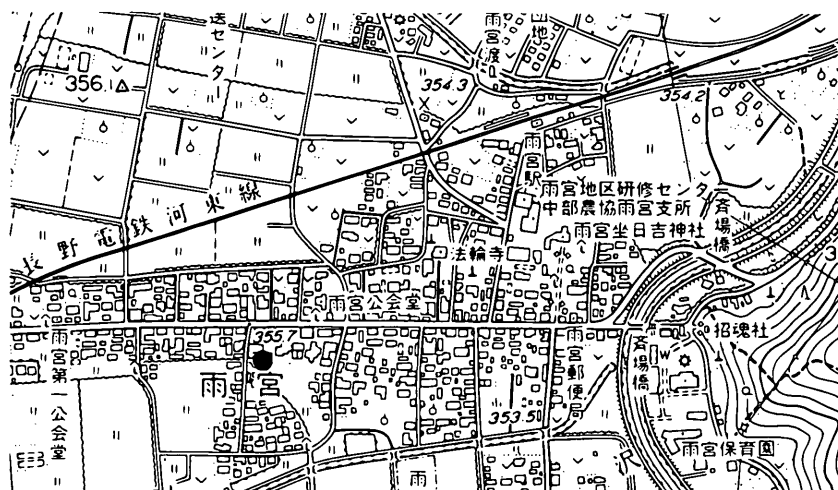 送センター
雨宮渡
団地
356.1
354.3
354.2
雨宮駅
雨宮地区研修センター
中部農協雨宮支所
斉場橋
雨宮坐日吉神社
長野電鉄河東線
法輪寺
雨宮公会堂
招魂社
355.7
雨宮第一公会堂
雨宮郵便局
斉場橋
雨宮
353.5
雨宮保育園
沢
雨